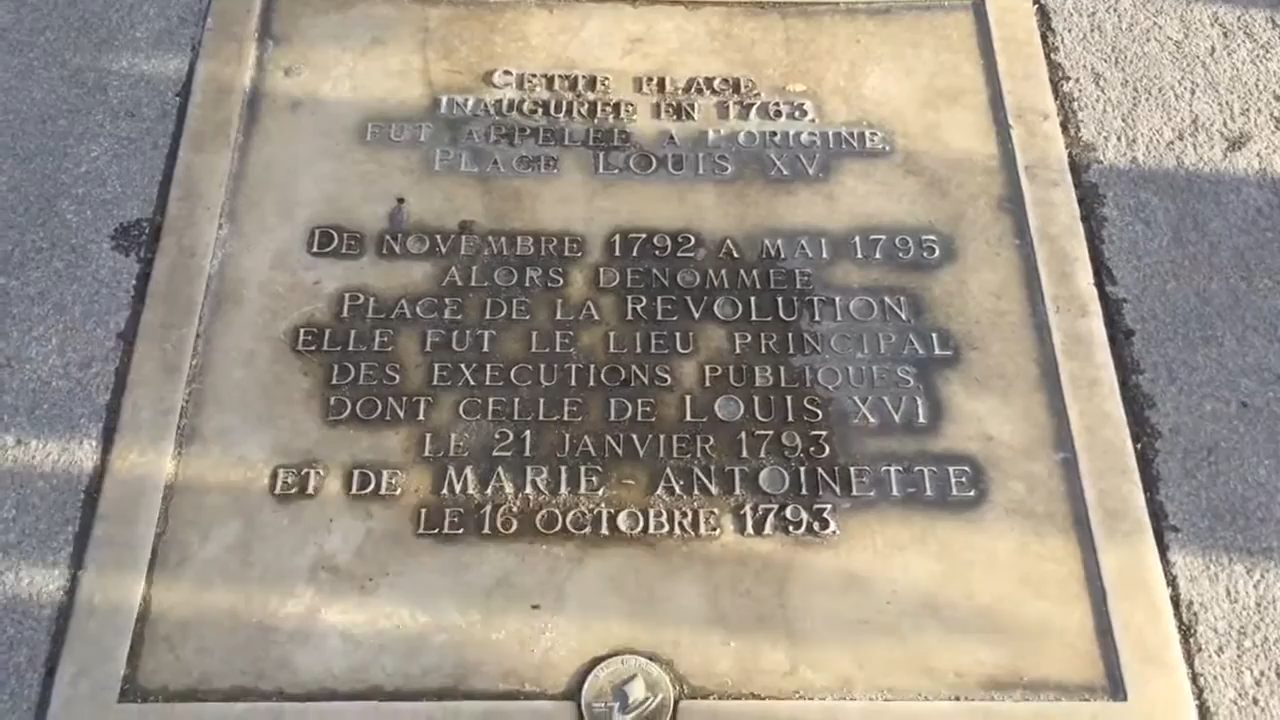 CETTE PLACE
INAUGUREE EN 1763,
FUT APPELEE A L'ORIGINE,
PLACE LOUIS XV.
DE NOVEMBRE 1792 A MAI 1795
ALORS DENOMMEE
PLACE DE LA REVOLUTION,
ELLE FUT LE LIEU PRINCIPAL
DES EXECUTIONS PUBLIQUES,
DONT CELLE DE LOUIS XVI
LE 21 JANVIER 1793
ET DE MARIE - ANTOINETTE
LE 16 OCTOBRE 1793.